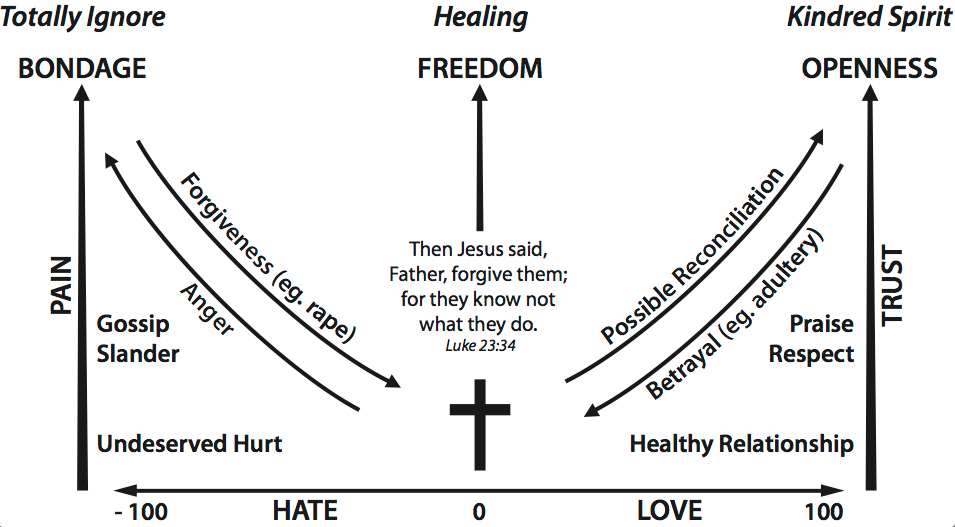 Totally Ignore
Healing
Kindred Spirit
BONDAGE
FREEDOM
OPENNESS
PAIN
Forgiveness (eg. rape)
Anger
Gossip
Slander
Undeserved Hurt
Then Jesus said,
Father, forgive them;
for they know not
what they do.
Luke 23:34
Possible Reconciliation
Betrayal (eg. adultery)
TRUST
Praise
Respect
Healthy Relationship
- 100
HATE
0
LOVE
100